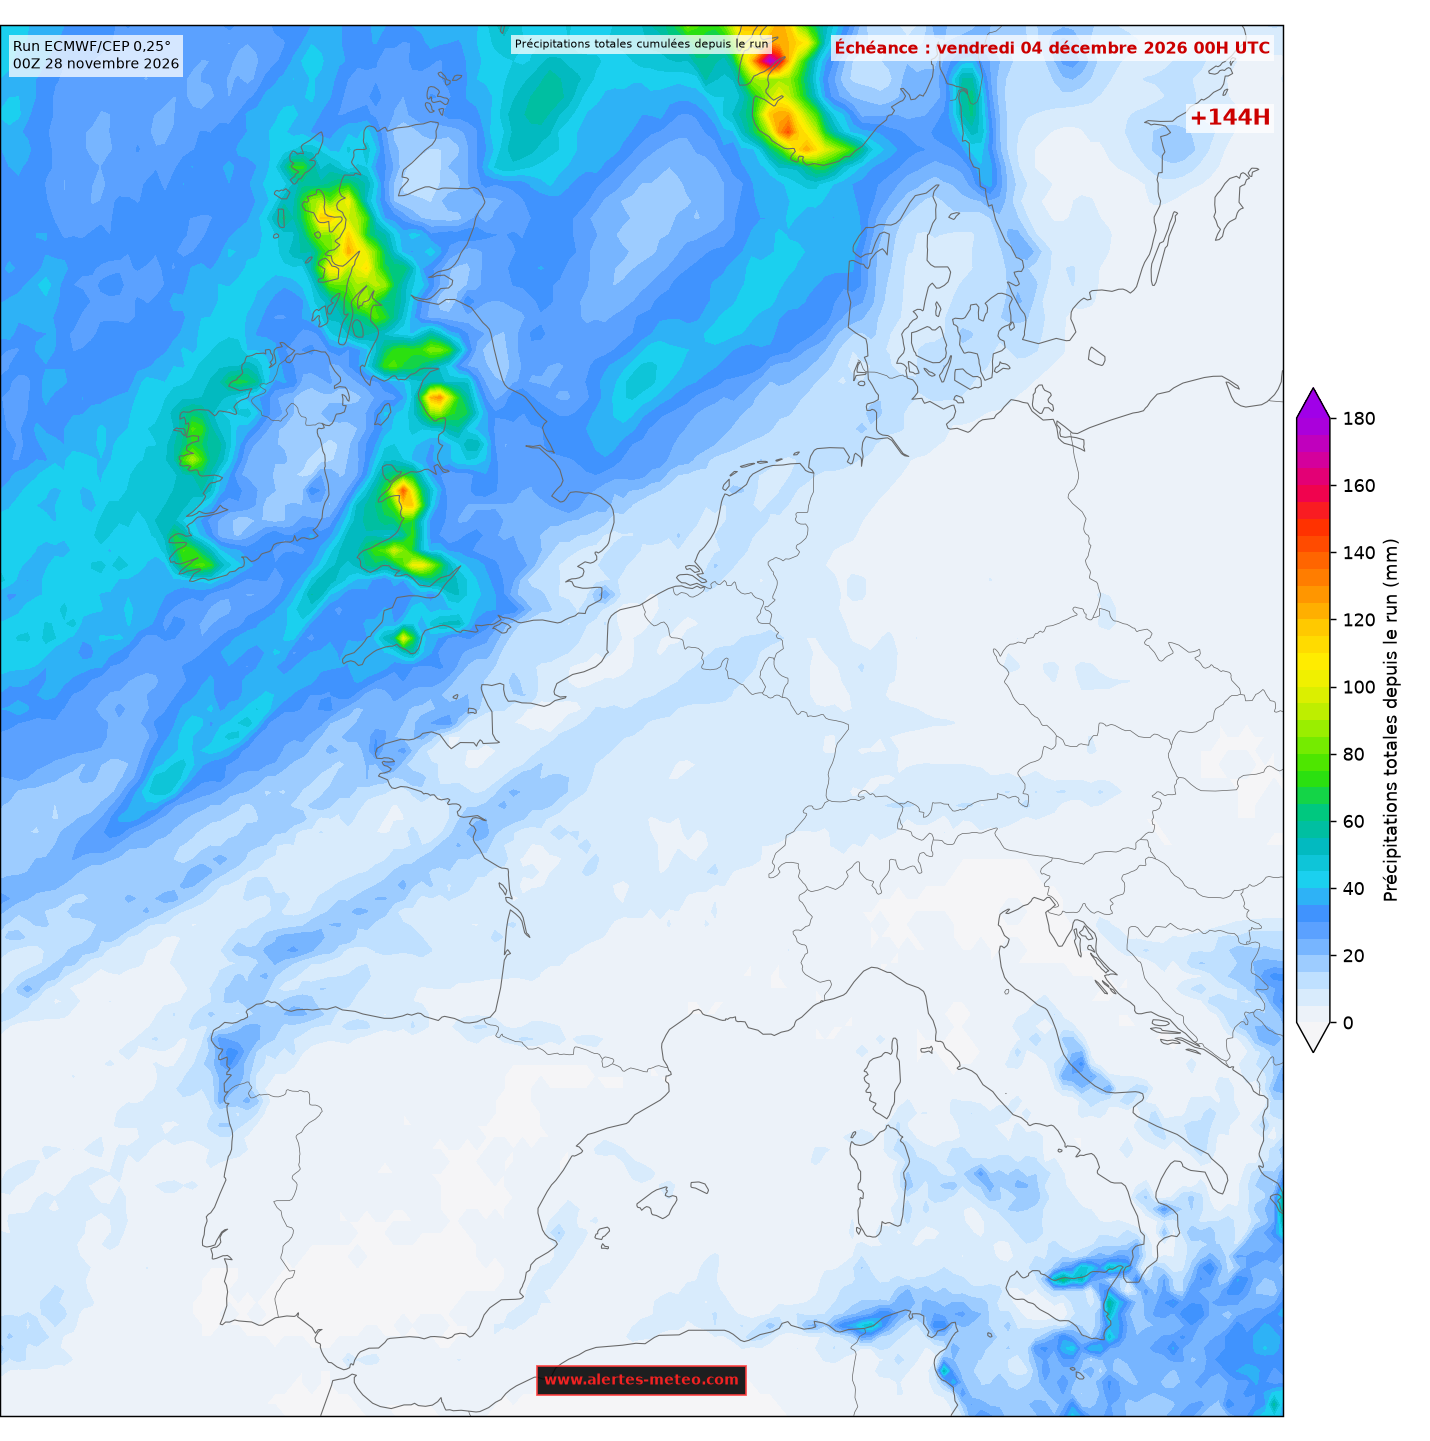 Run ECMWF/CEP 0,25°
00Z 28 novembre 2026
Précipitations totales cumulées depuis le run
Échéance : vendredi 04 décembre 2026 00H UTC
+144H
180
160
140
120
100
80
60
40
20
0
Précipitations totales depuis le run (mm)
www.alertes-meteo.com